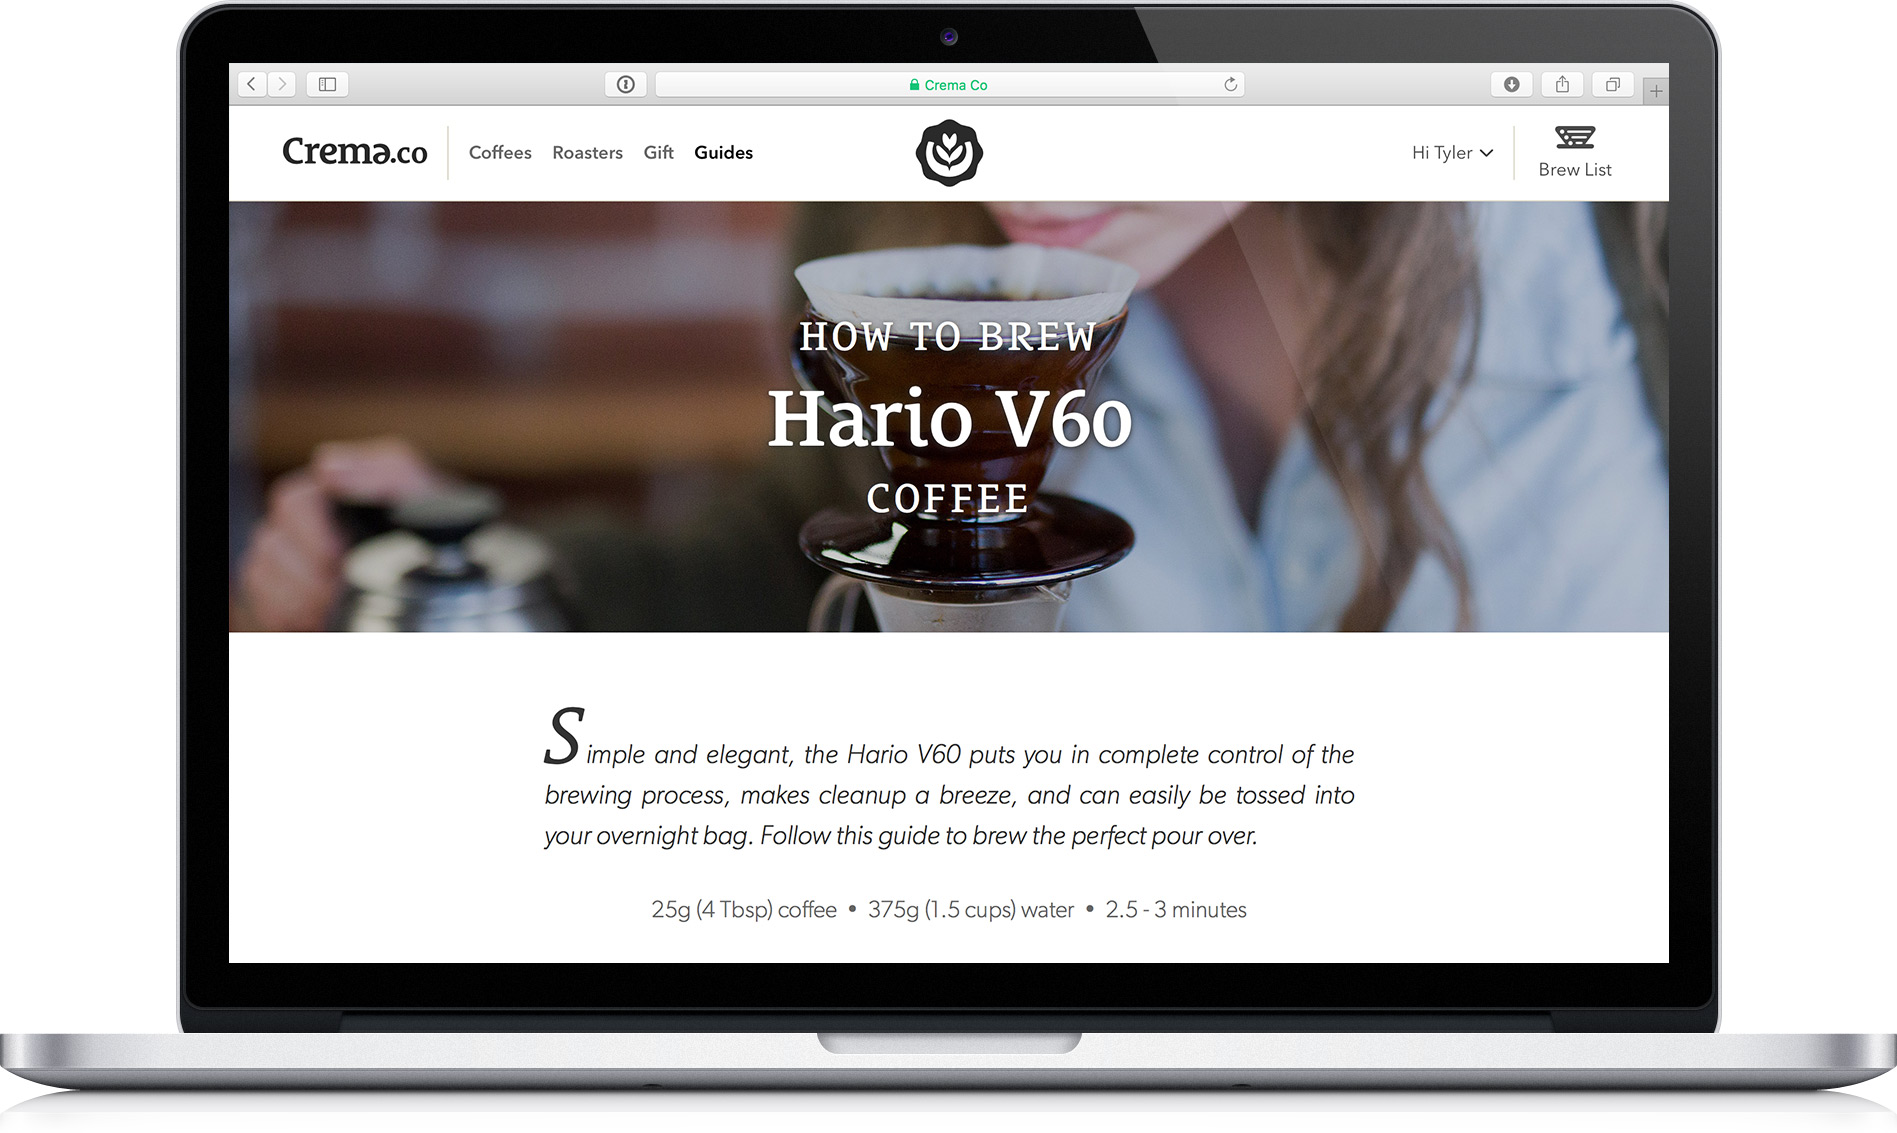 Crema Co
Crema.co
Coffees Roasters Gift Guides
Hi Tyler
Brew List
HOW TO BREW
Hario V60
COFFEE
Simple and elegant, the Hario V60 puts you in complete control of the
brewing process, makes cleanup a breeze, and can easily be tossed into
your overnight bag. Follow this guide to brew the perfect pour over.
25g (4 Tbsp) coffee • 375g (1.5 cups) water • 2.5 - 3 minutes